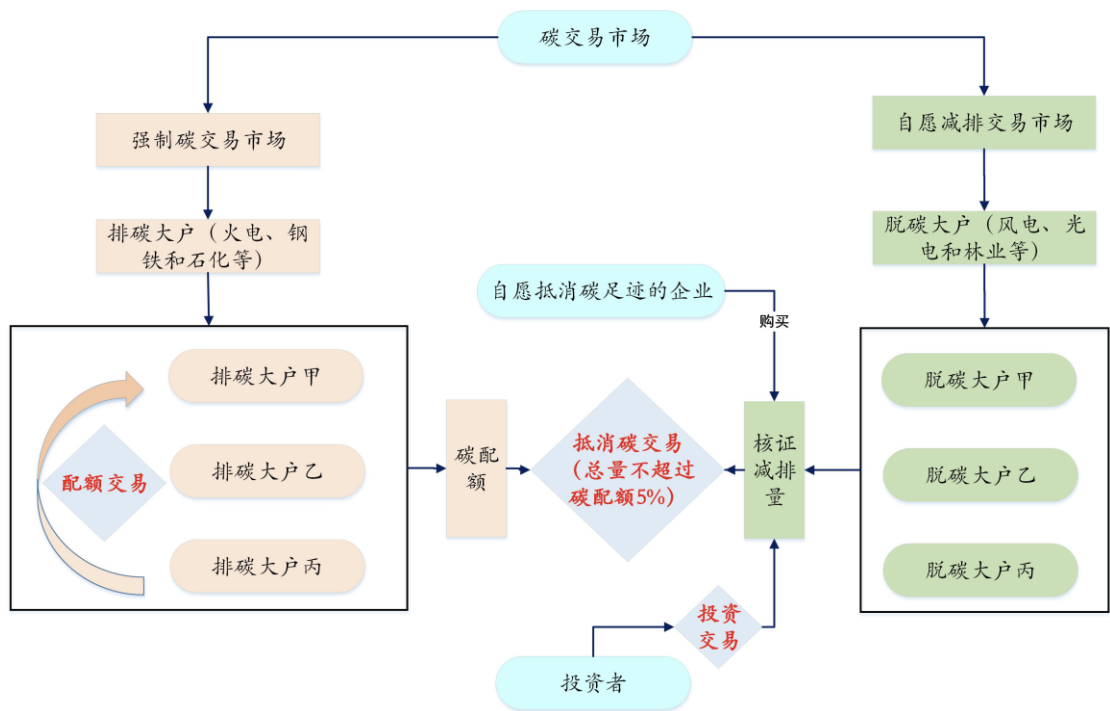 碳交易市场
强制碳交易市场
自愿减排交易市场
排碳大户（火电、钢
铁和石化等）
脱碳大户（风电、光
电和林业等）
自愿抵消碳足迹的企业
购买
排碳大户甲
排碳大户乙
排碳大户丙
配额交易
碳配
额
抵消碳交易
（总量不超过
碳配额5%）
核证
减排
量
脱碳大户甲
脱碳大户乙
脱碳大户丙
投资
交易
投资者